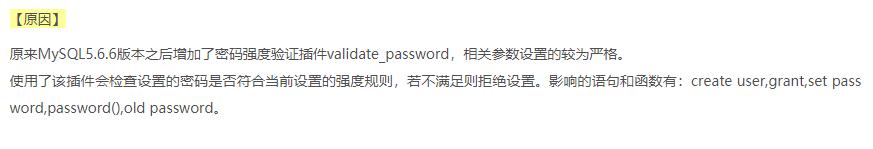 【原因】
原来MySQL5.6.6版本之后增加了密码强度验证插件validate_password，相关参数设置的较为严格。
使用了该插件会检查设置的密码是否符合当前设置的强度规则，若不满足则拒绝设置。影响的语句和函数有：create user,grant,set pass
word,password(),old password。